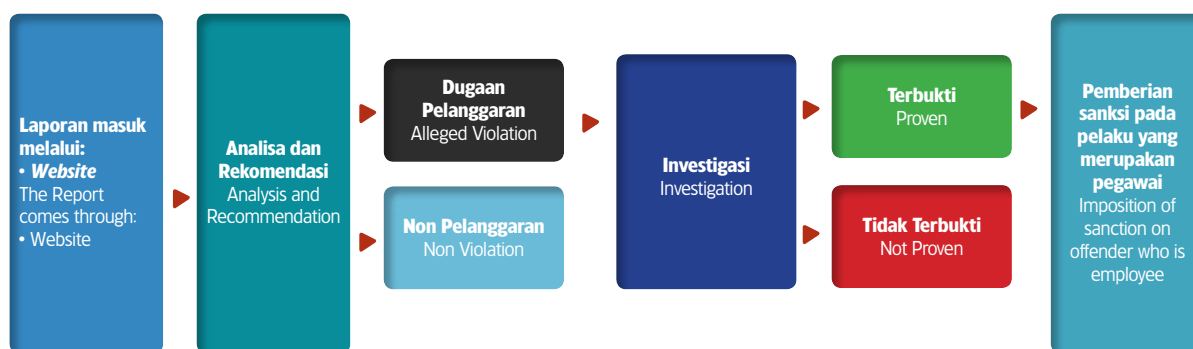 Laporan masuk
melalui:
• Website
The Report
comes through:
• Website
Analisa dan
Rekomendasi
Analysis and
Recommendation
Dugaan
Pelanggaran
Alleged Violation
Non Pelanggaran
Non Violation
Investigasi
Investigation
Terbukti
Proven
Tidak Terbukti
Not Proven
Pemberian
sanksi pada
pelaku yang
merupakan
pegawai
Imposition of
sanction on
offender who is
employee